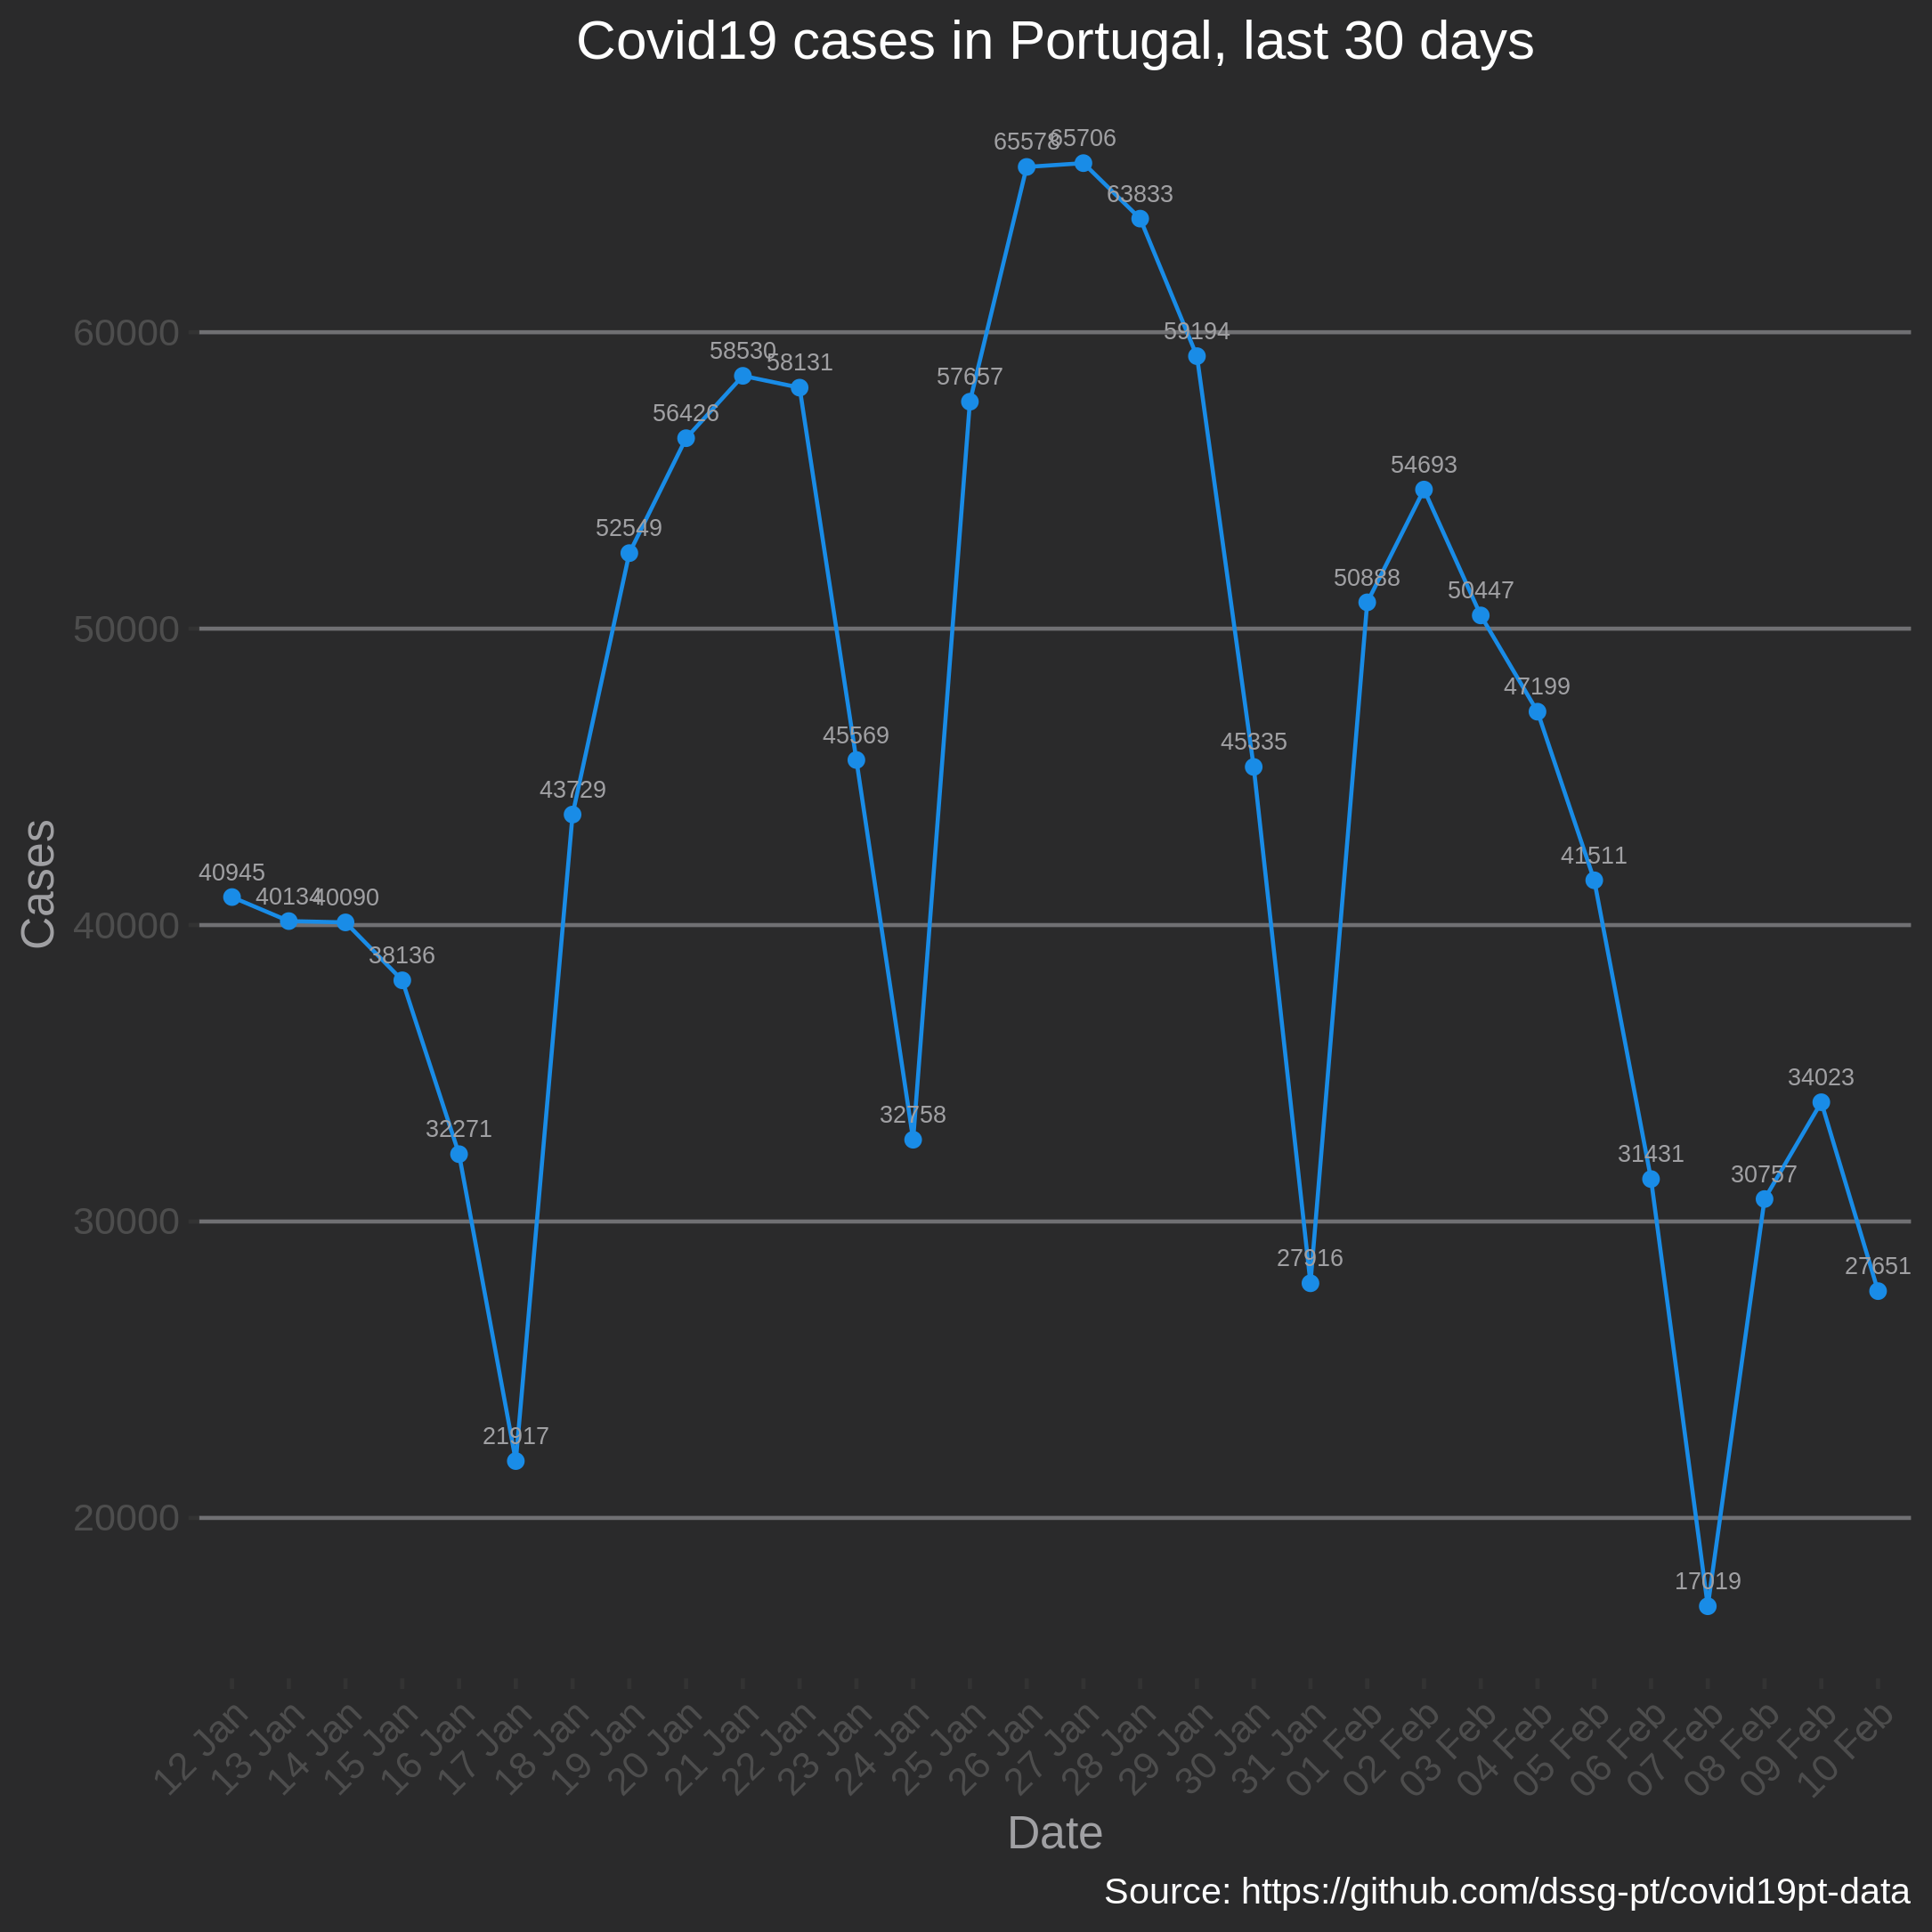 Covid19 cases in Portugal, last 30 days
Cases
60000
50000
40000
30000
20000
40945
40134
40090
38136
32271
21917
43729
52549
56426
58530
58131
45569
32758
57657
65578
65706
63833
59194
45335
27916
50888
54693
50447
47199
41511
31431
17019
30757
34023
27651
12 Jan
13 Jan
14 Jan
15 Jan
16 Jan
17 Jan
18 Jan
19 Jan
20 Jan
21 Jan
22 Jan
23 Jan
24 Jan
25 Jan
26 Jan
27 Jan
28 Jan
29 Jan
30 Jan
31 Jan
01 Feb
02 Feb
03 Feb
04 Feb
05 Feb
06 Feb
07 Feb
08 Feb
09 Feb
10 Feb
Date
Source: https://github.com/dssg-pt/covid19pt-data